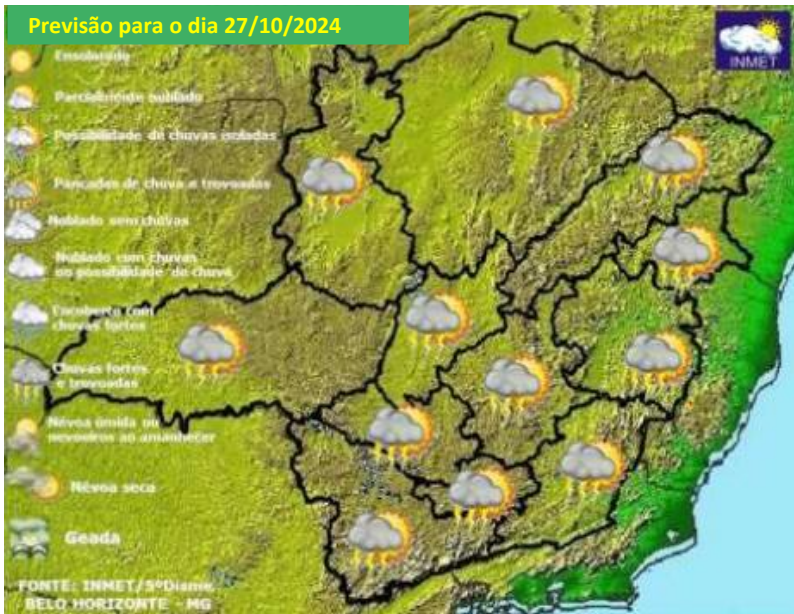 Previsão para o dia 27/10/2024
INMET
Ensolarado
Parcialmente nublado
Possibilidade de chuvas isoladas
Pancadas de chuva e trovoadas
Nublado sem chuvas
Nublado com chuvas
ou possibilidade de chuva
Encoberto com
chuvas fortes
Chuvas fortes
e trovoadas
Névoa úmida ou
nevoeiros ao amanhecer
Névoa seca
Geada
FONTE: INMET/5ºDisme.
BELO HORIZONTE - MG